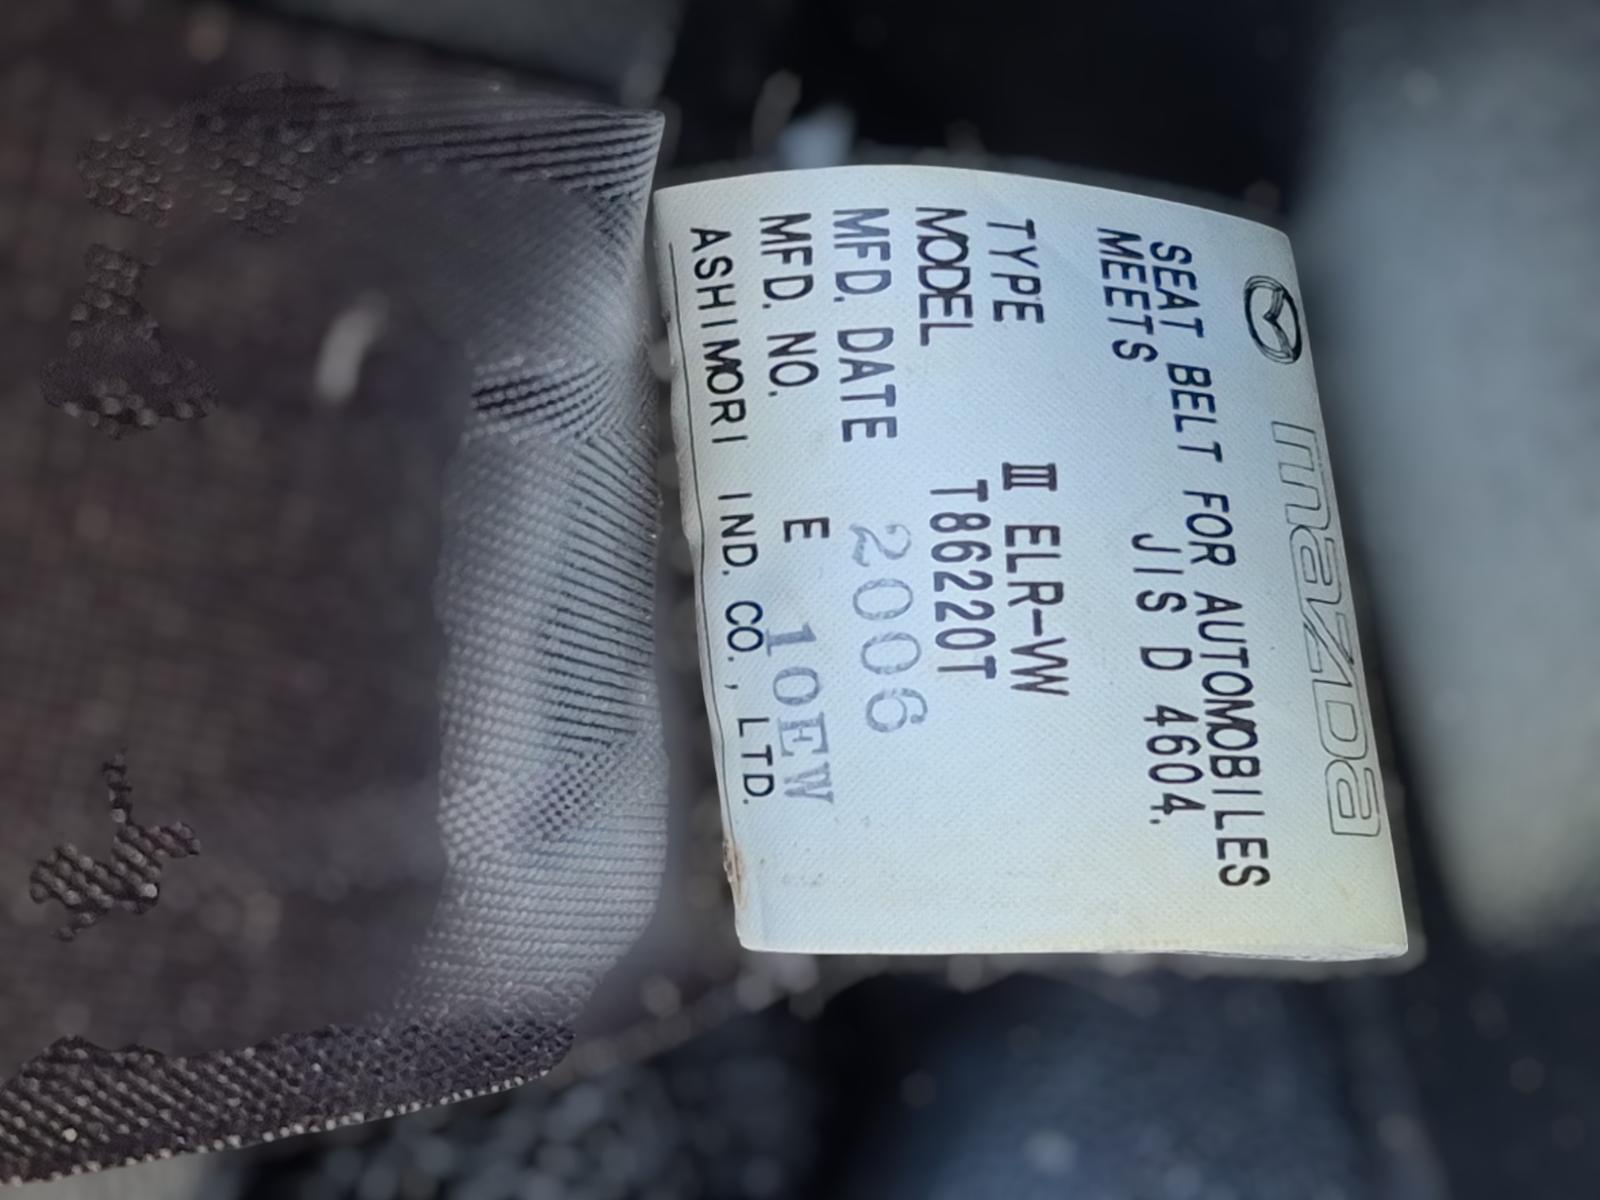 mazda
SEAT BELT FOR AUTOMOBILES
MEETS JIS D 4604.
TYPE III ELR-W
MODEL T86220T
MFD. DATE 2006
MFD. NO. E 10EW
ASHIMORI IND. CO., LTD.